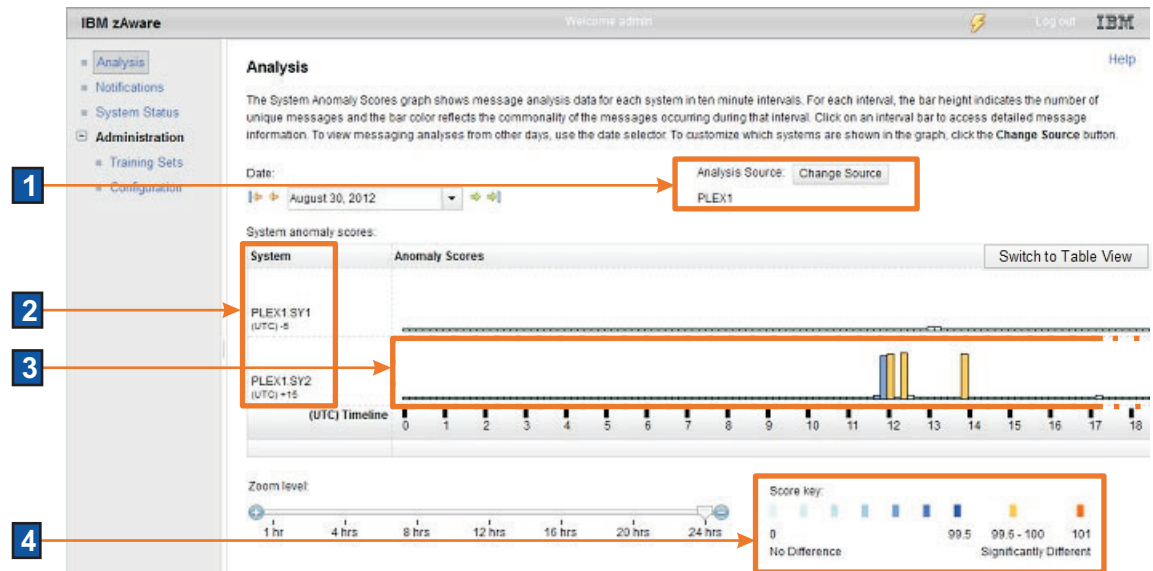 IBM zAware
Welcome admin
Log out
IBM
Analysis
Notifications
System Status
Administration
Training Sets
Configuration
Analysis
Help
The System Anomaly Scores graph shows message analysis data for each system in ten minute intervals. For each interval, the bar height indicates the number of
unique messages and the bar color reflects the commonality of the messages occurring during that interval. Click on an interval bar to access detailed message
information. To view messaging analyses from other days, use the date selector. To customize which systems are shown in the graph, click the Change Source button.
1
Date:
August 30, 2012
Analysis Source: Change Source
PLEX1
System anomaly scores:
System Anomaly Scores Switch to Table View
2
PLEX1.SY1
(UTC) -5
3
PLEX1.SY2
(UTC) +15
(UTC) Timeline
0 1 2 3 4 5 6 7 8 9 10 11 12 13 14 15 16 17 18
Zoom level:
1 hr 4 hrs 8 hrs 12 hrs 16 hrs 20 hrs 24 hrs
4
Score key:
0 99.5 99.6 - 100 101
No Difference Significantly Different